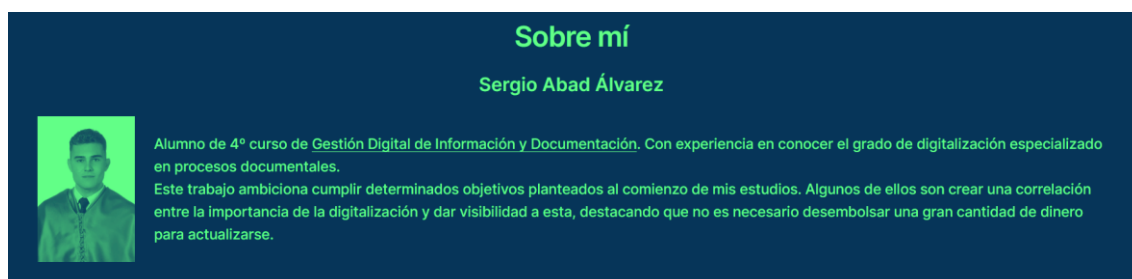 Sobre mí
Sergio Abad Álvarez
Alumno de 4º curso de Gestión Digital de Información y Documentación. Con experiencia en conocer el grado de digitalización especializado
en procesos documentales.
Este trabajo ambiciona cumplir determinados objetivos planteados al comienzo de mis estudios. Algunos de ellos son crear una correlación
entre la importancia de la digitalización y dar visibilidad a esta, destacando que no es necesario desembolsar una gran cantidad de dinero
para actualizarse.